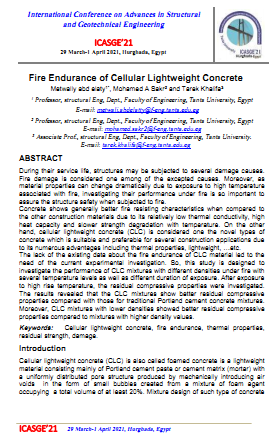 International Conference on Advances in Structural
and Geotechnical Engineering
ICASGE'21
29 March-1 April 2021, Hurghada, Egypt
ICASGE'21
Fire Endurance of Cellular Lightweight Concrete
Metwally abd elaty¹*, Mohamed A Sakr² and Tarek Khalifa³
¹ Professor, structural Eng, Dept., Faculty of Engineering, Tanta University, Egypt
E-mail: metwali.abdelaty@f-eng.tanta.edu.eg
² Professor, structural Eng, Dept., Faculty of Engineering, Tanta University; Egypt
E-mail: mohamed.sakr2@f-eng.tanta.edu.eg
³ Associate Prof., structural Eng, Dept., Faculty of Engineering, Tanta University;
E-mail: tarek.khalifa@f-eng.tanta.edu.eg
ABSTRACT
During their service life, structures may be subjected to several damage causes.
Fire damage is considered one among of the excepted causes. Moreover, as
material properties can change dramatically due to exposure to high temperature
associated with fire, investigating their performance under fire is so important to
assure the structure safety when subjected to fire.
Concrete shows generally better fire resisting characteristics when compared to
the other construction materials due to its relatively low thermal conductivity, high
heat capacity and slower strength degradation with temperature. On the other
hand, cellular lightweight concrete (CLC) is considered one the novel types of
concrete which is suitable and preferable for several construction applications due
to its numerous advantages including thermal properties, lightweight, ...etc.
The lack of the existing data about the fire endurance of CLC material led to the
need of the current experimental investigation. So, this study is designed to
investigate the performance of CLC mixtures with different densities under fire with
several temperature levels as well as different duration of exposure. After exposure
to high rise temperature, the residual compressive properties were investigated.
The results revealed that the CLC mixtures show better residual compressive
properties compared with those for traditional Portland cement concrete mixtures.
Moreover, CLC mixtures with lower densities showed better residual compressive
properties compared to mixtures with higher density values.
Keywords: Cellular lightweight concrete, fire endurance, thermal properties,
residual strength, damage.
Introduction
Cellular lightweight concrete (CLC) is also called foamed concrete is a lightweight
material consisting mainly of Portland cement paste or cement matrix (mortar) with
a uniformly distributed pore structure produced by mechanically introducing air
voids in the form of small bubbles created from a mixture of foam agent
occupying a total volume of at least 20%. Mixture design of such type of concrete
ICASGE'21 29 March-1 April 2021, Hurghada, Egypt